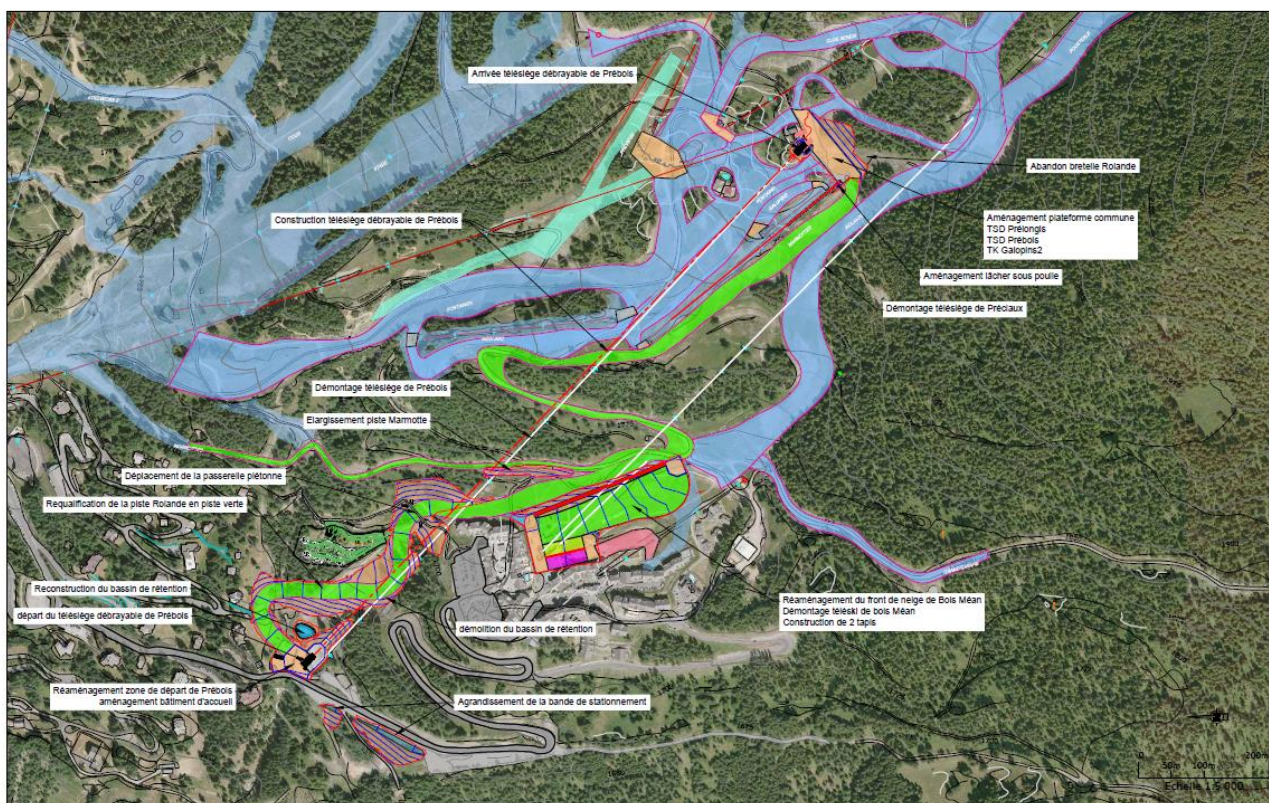 Arrivée télésiège débrayable de Prébois
Abandon bretelle Rolande
Construction télésiège débrayable de Prébois
Aménagement plateforme commune
TSD Prélongis
TSD Prébois
TK Galopins2
Aménagement lâcher sous poulie
Démontage télésiège de Préclaux
Démontage télésiège de Prébois
Elargissement piste Marmotte
Déplacement de la passerelle piétonne
Requalification de la piste Rolande en piste verte
Reconstruction du bassin de rétention
départ du télésiège débrayable de Prébois
démolition du bassin de rétention
Réaménagement du front de neige de Bois Méan
Démontage téléski de bois Méan
Construction de 2 tapis
Réaménagement zone de départ de Prébois
aménagement bâtiment d'accueil
Agrandissement de la bande de stationnement
0 50m 100m 200m
Echelle 1:5 000